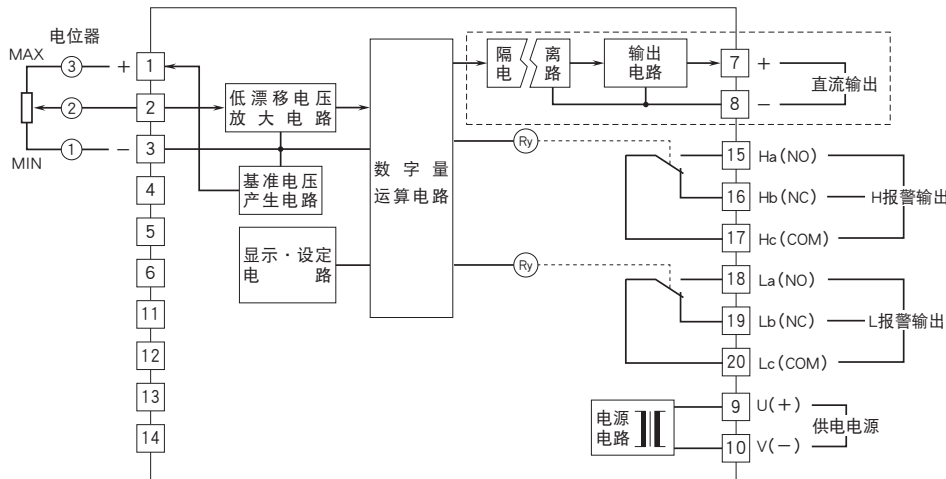 电位器
MAX
③ + 1
② 2
① - 3
MIN
4
5
6
11
12
13
14
低漂移电压
放大电路
基准电压
产生电路
显示·设定
电路
数字量
运算电路
隔 离
电 路
输出
电路
7 +
8 -
直流输出
Ry
15 Ha(NO)
16 Hb(NC)
17 Hc(COM)
H报警输出
Ry
18 La(NO)
19 Lb(NC)
20 Lc(COM)
L报警输出
电源
电路
9 U(+)
10 V(-)
供电电源